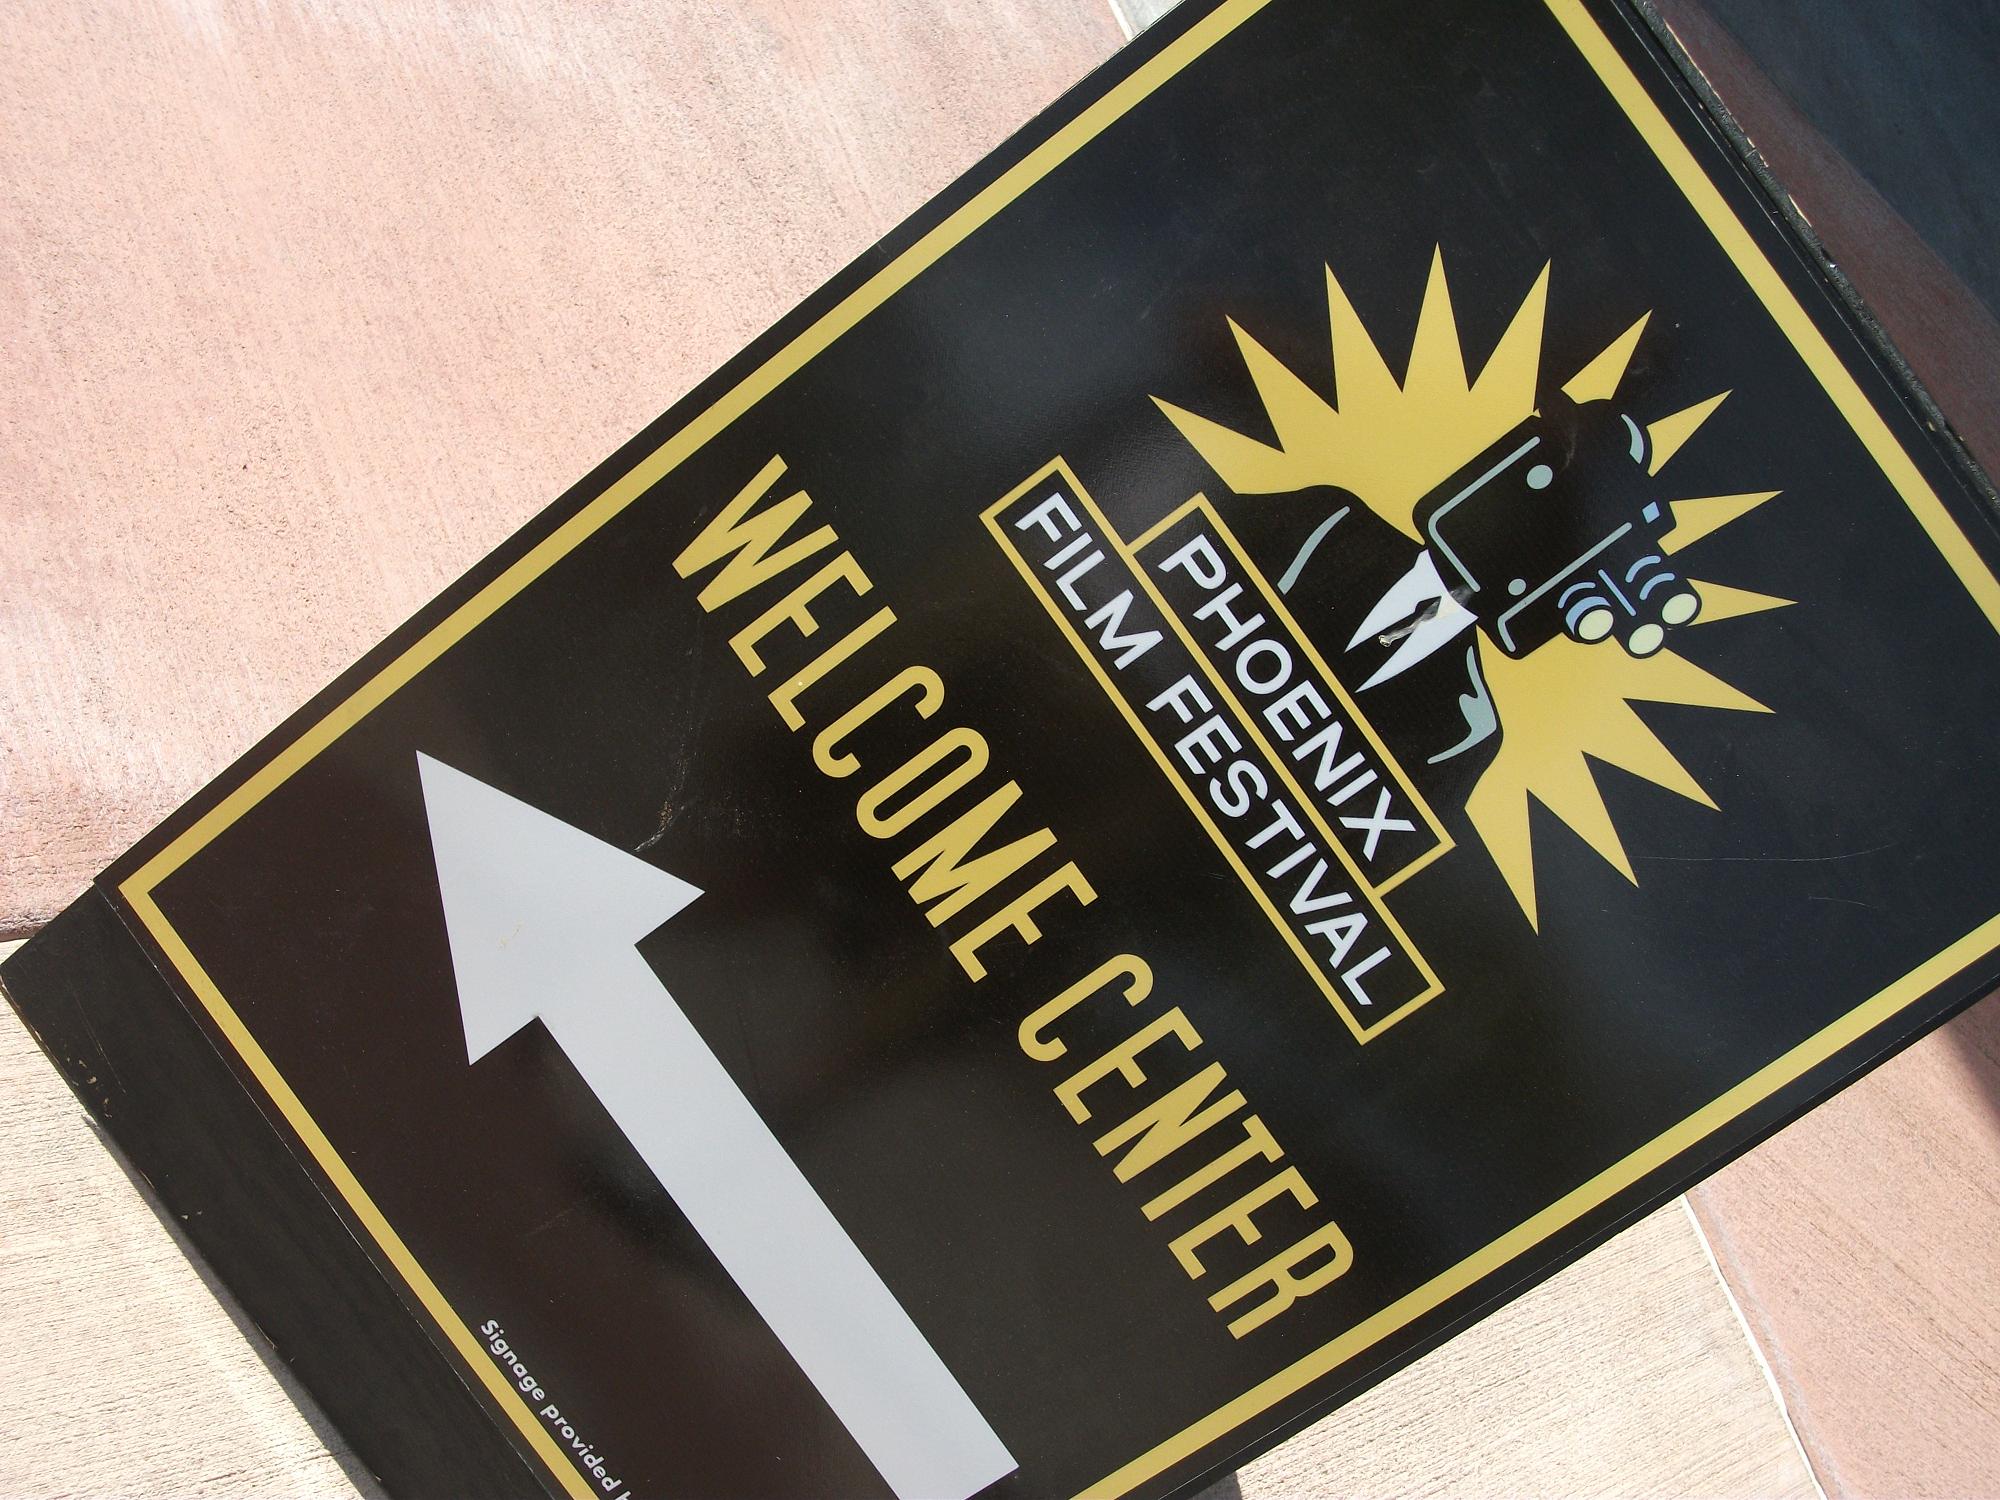 PHOENIX
FILM FESTIVAL
WELCOME CENTER
Signage provided